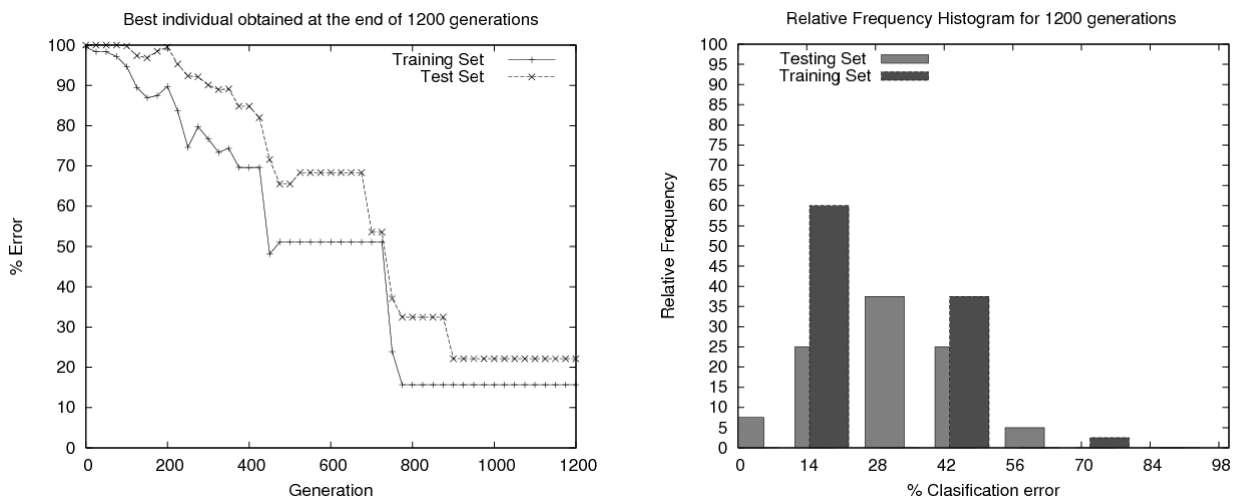 Best individual obtained at the end of 1200 generations
100
90
80
70
60
50
40
30
20
10
0
% Error
Training Set
Test Set
0 200 400 600 800 1000 1200
Generation
Relative Frequency Histogram for 1200 generations
100
95
90
85
80
75
70
65
60
55
50
45
40
35
30
25
20
15
10
5
0
Relative Frequency
Testing Set
Training Set
0 14 28 42 56 70 84 98
% Clasification error